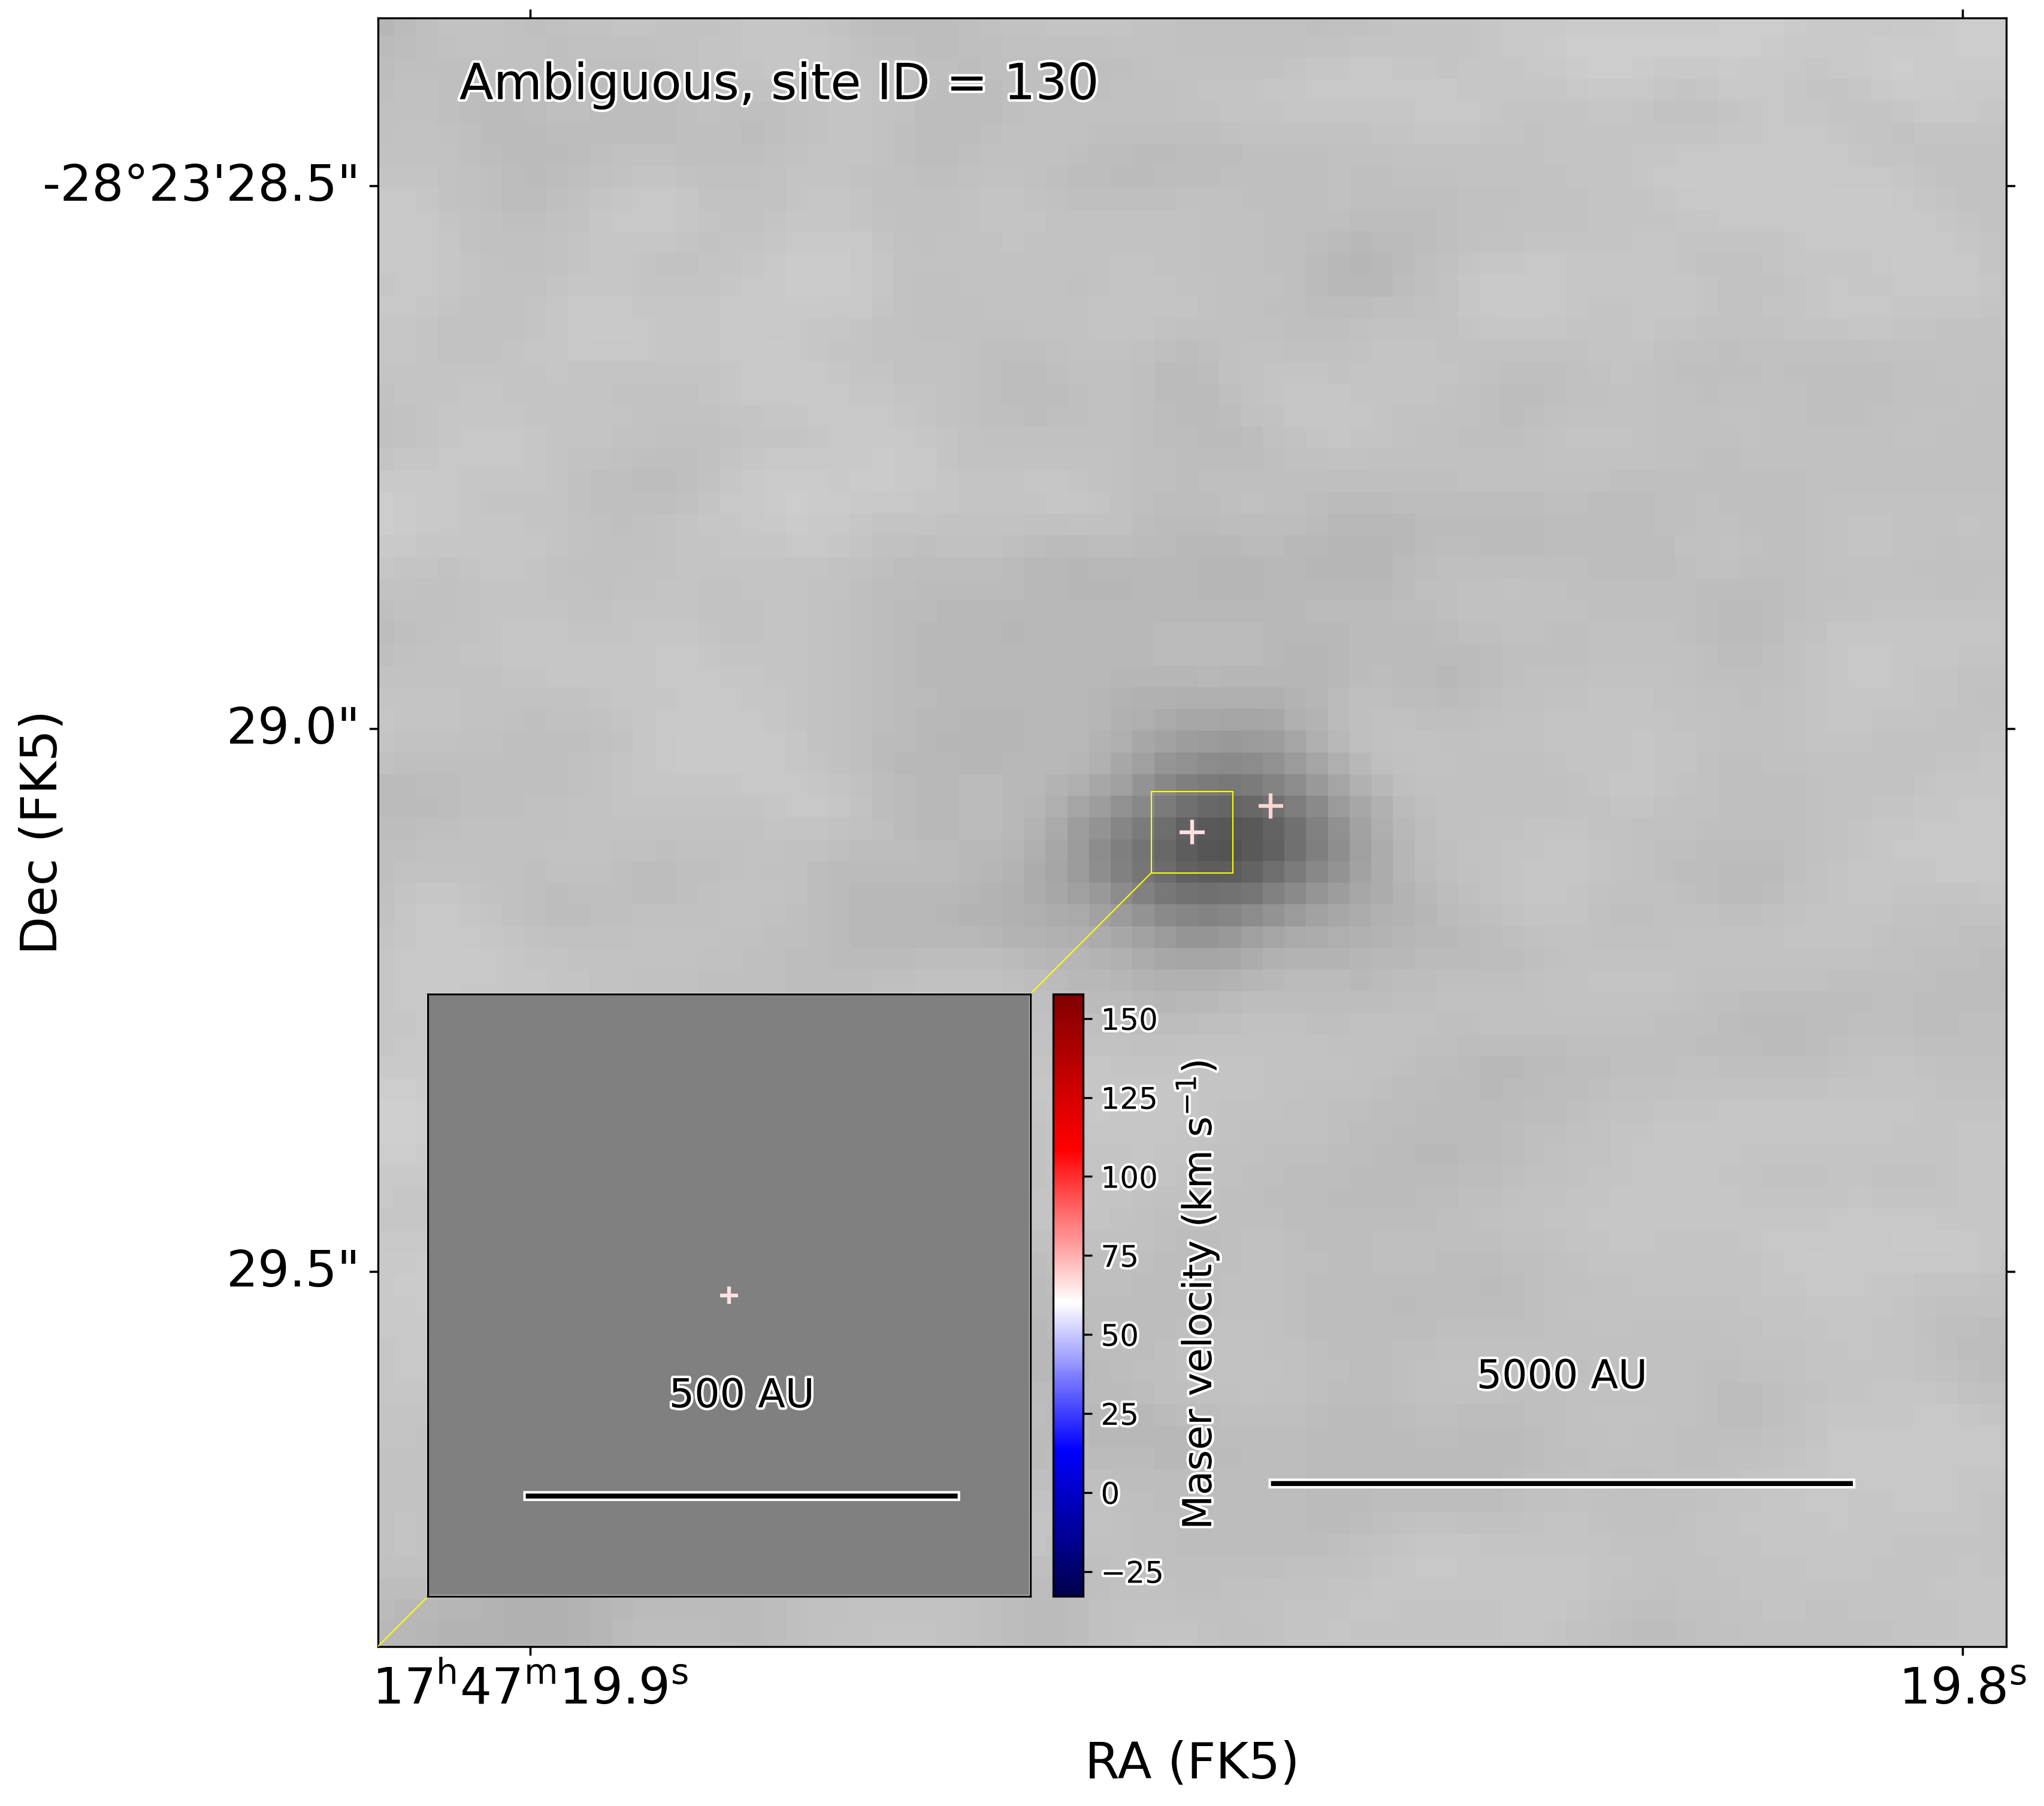 Ambiguous, site ID = 130
-28°23'28.5"
29.0"
29.5"
Dec (FK5)
150
125
100
75
50
25
0
−25
Maser velocity (km s⁻¹)
500 AU
5000 AU
17ʰ47ᵐ19.9ˢ
19.8ˢ
RA (FK5)